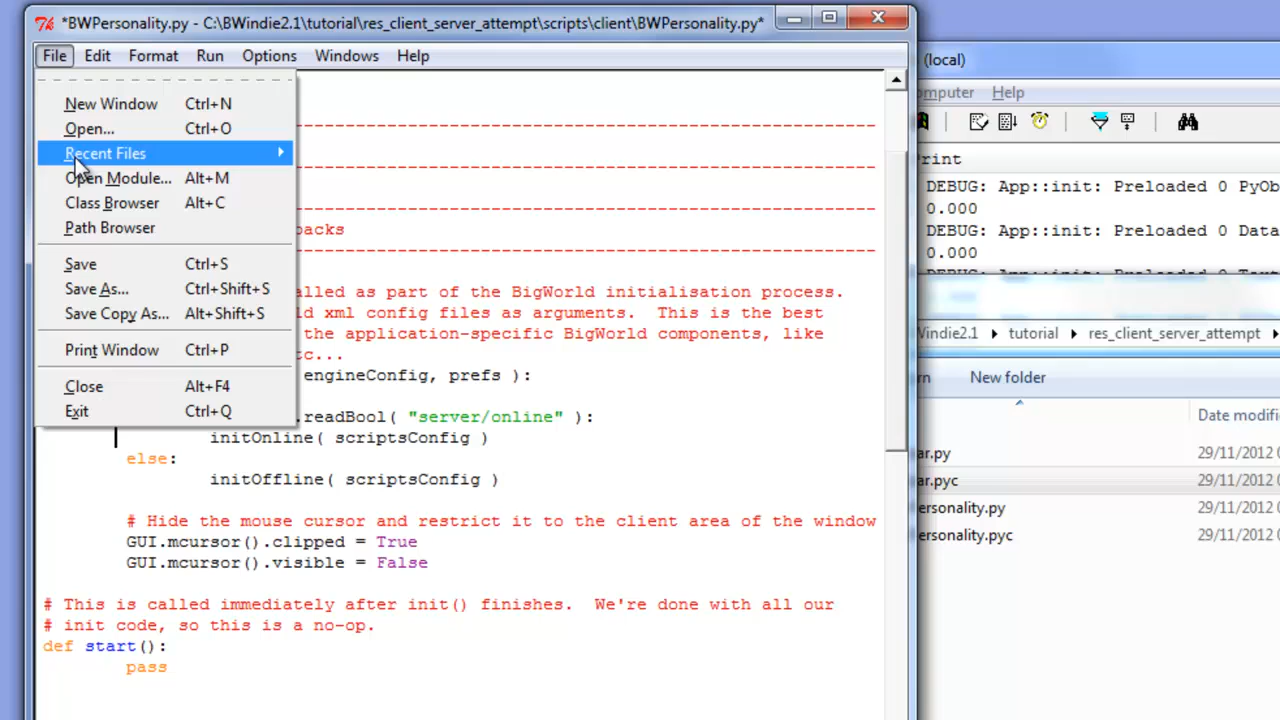 *BWPersonality.py - C:\BWindie2.1\tutorial\res_client_server_attempt\scripts\client\BWPersonality.py*
File Edit Format Run Options Windows Help
New Window Ctrl+N
Open... Ctrl+O
Recent Files
Open Module... Alt+M
Class Browser Alt+C
Path Browser
Save Ctrl+S
Save As... Ctrl+Shift+S
Save Copy As... Alt+Shift+S
Print Window Ctrl+P
Close Alt+F4
Exit Ctrl+Q
backs
alled as part of the BigWorld initialisation process.
d xml config files as arguments.  This is the best
the application-specific BigWorld components, like
tc...
engineConfig, prefs ):
.readBool( "server/online" ):
initOnline( scriptsConfig )
else:
initOffline( scriptsConfig )
# Hide the mouse cursor and restrict it to the client area of the window
GUI.mcursor().clipped = True
GUI.mcursor().visible = False
# This is called immediately after init() finishes.  We're done with all our
# init code, so this is a no-op.
def start():
pass
(local)
omputer Help
Print
DEBUG: App::init: Preloaded 0 PyOb
0.000
DEBUG: App::init: Preloaded 0 Data
0.000
Windie2.1 ▸ tutorial ▸ res_client_server_attempt ▸
rn New folder
Date modifi
ar.py 29/11/2012 0
ar.pyc 29/11/2012 0
ersonality.py 29/11/2012 0
ersonality.pyc 29/11/2012 0